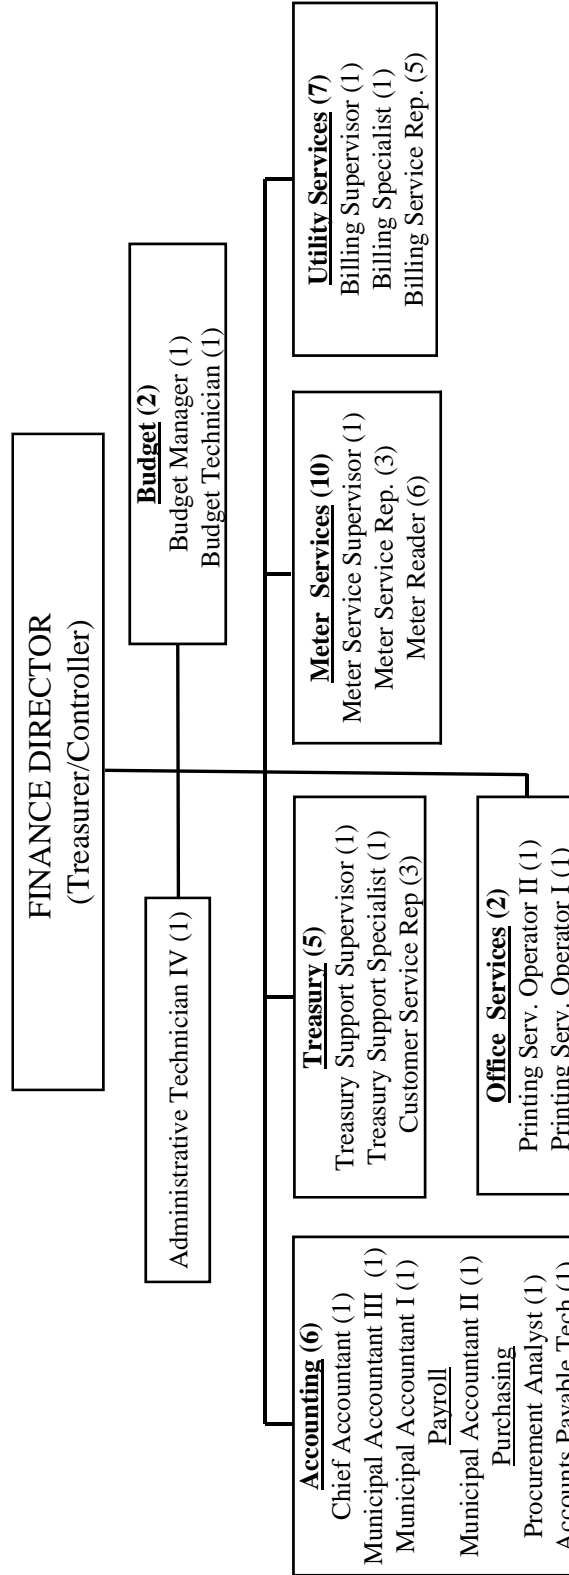 FINANCE DIRECTOR
(Treasurer/Controller)
Administrative Technician IV (1)
Budget (2)
Budget Manager (1)
Budget Technician (1)
Accounting (6)
Chief Accountant (1)
Municipal Accountant III (1)
Municipal Accountant I (1)
Payroll
Municipal Accountant II (1)
Purchasing
Procurement Analyst (1)
Accounts Payable Tech (1)
Treasury (5)
Treasury Support Supervisor (1)
Treasury Support Specialist (1)
Customer Service Rep (3)
Meter Services (10)
Meter Service Supervisor (1)
Meter Service Rep. (3)
Meter Reader (6)
Utility Services (7)
Billing Supervisor (1)
Billing Specialist (1)
Billing Service Rep. (5)
Office Services (2)
Printing Serv. Operator II (1)
Printing Serv. Operator I (1)